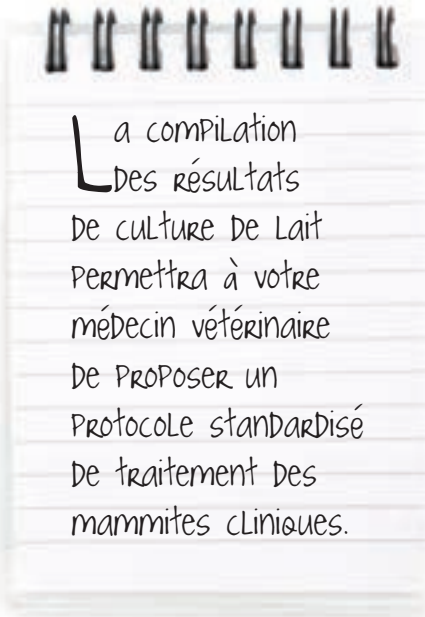 La compilation
des résultats
de culture de lait
permettra à votre
médecin vétérinaire
de proposer un
protocole standardisé
de traitement des
mammites cliniques.